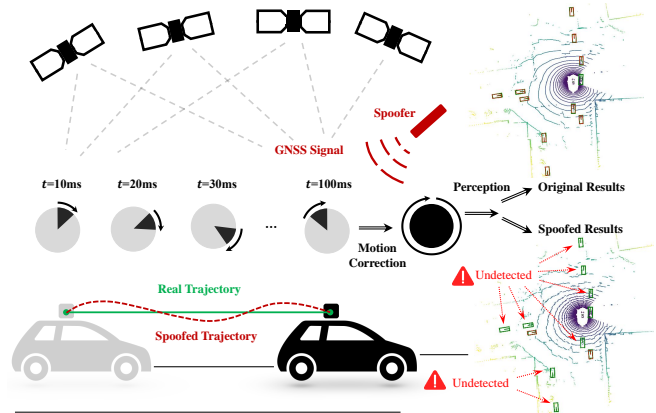 Spoofer
GNSS Signal
t=10ms
t=20ms
t=30ms
t=100ms
...
Perception
Original Results
Spoofed Results
Motion
Correction
Undetected
Real Trajectory
Spoofed Trajectory
Undetected